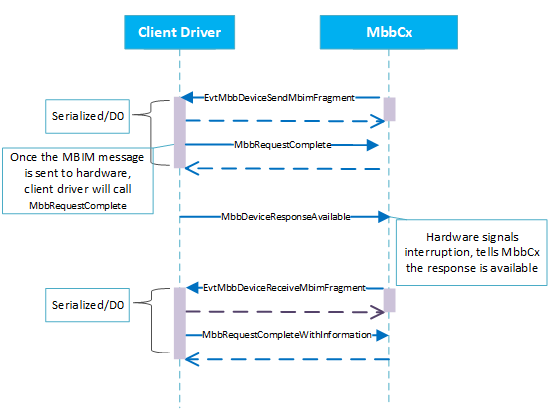 Client Driver
MbbCx
EvtMbbDeviceSendMbimFragment
Serialized/D0
MbbRequestComplete
Once the MBIM message
is sent to hardware,
client driver will call
MbbRequestComplete
MbbDeviceResponseAvailable
Hardware signals
interruption, tells MbbCx
the response is available
EvtMbbDeviceReceiveMbimFragment
Serialized/D0
MbbRequestCompleteWithInformation